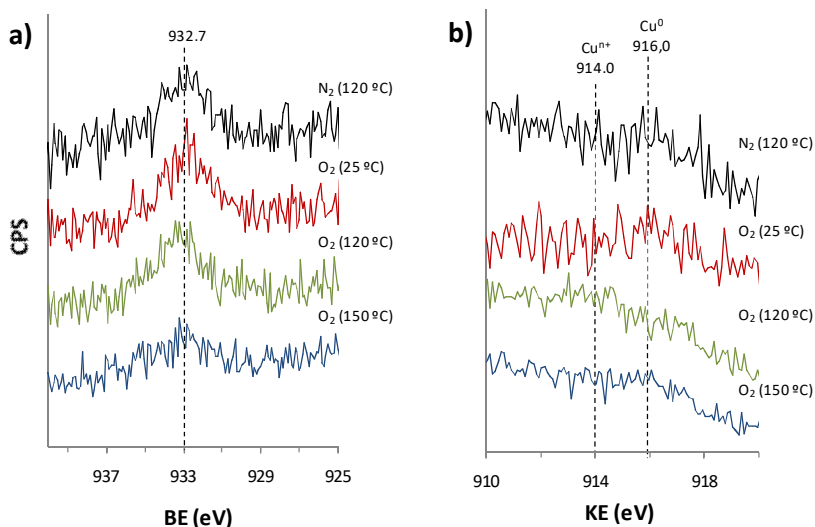 a)
932.7
N₂ (120 ºC)
O₂ (25 ºC)
O₂ (120 ºC)
O₂ (150 ºC)
CPS
937
933
929
925
BE (eV)
b)
Cuⁿ⁺
914.0
Cu⁰
916,0
N₂ (120 ºC)
O₂ (25 ºC)
O₂ (120 ºC)
O₂ (150 ºC)
910
914
918
KE (eV)